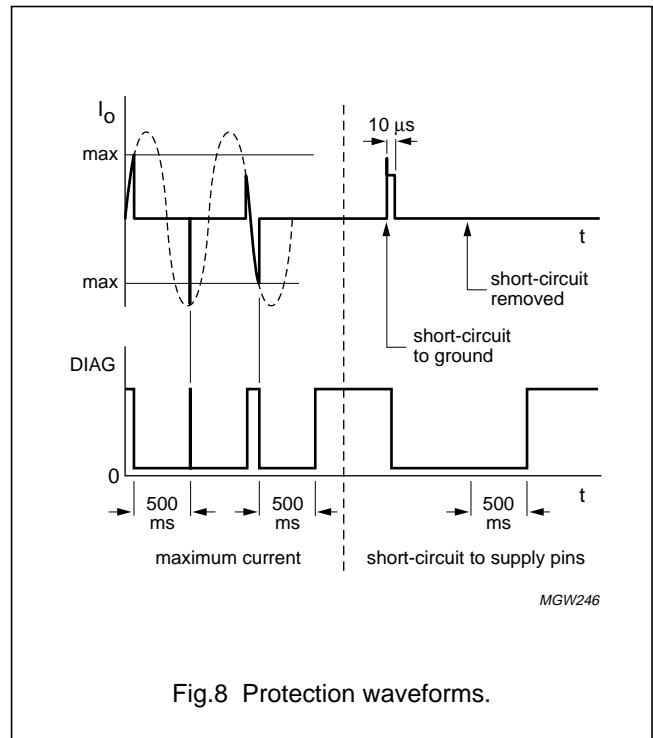 I_O
max
10 µs
t
max
short-circuit
removed
short-circuit
to ground
DIAG
0
t
500
ms
500
ms
500
ms
maximum current
short-circuit to supply pins
MGW246
Fig.8 Protection waveforms.